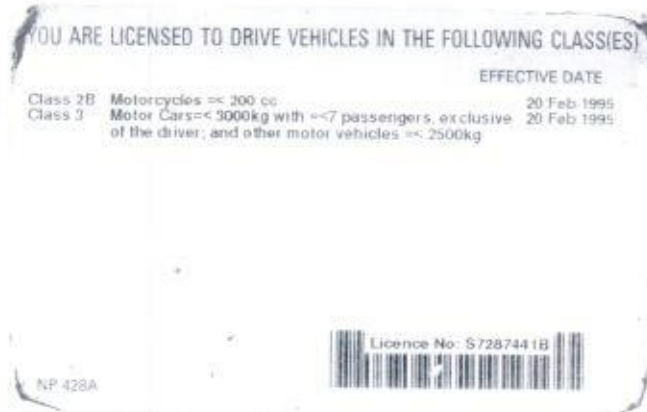 YOU ARE LICENSED TO DRIVE VEHICLES IN THE FOLLOWING CLASS(ES)
EFFECTIVE DATE
Class 2B Motorcycles =< 200 cc 20 Feb 1995
Class 3 Motor Cars=< 3000kg with =<7 passengers, exclusive 20 Feb 1995
of the driver; and other motor vehicles =< 2500kg
Licence No: S7287441B
NP 428A